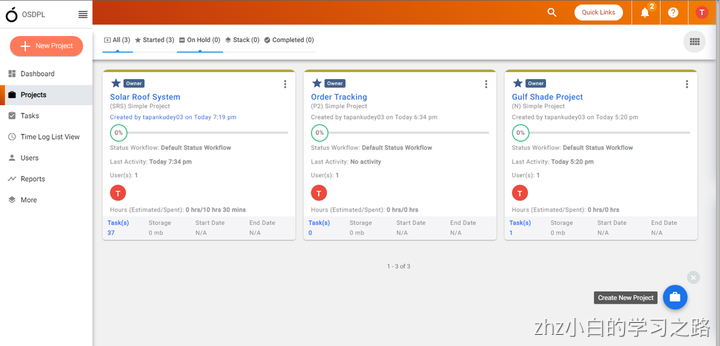 OSDPL
Quick Links
2
T
New Project
Dashboard
Projects
Tasks
Time Log List View
Users
Reports
More
All (3) Started (3) On Hold (0) Stack (0) Completed (0)
Owner
Solar Roof System
(SRS) Simple Project
Created by tapankudey03 on Today 7:19 pm
0%
Status Workflow: Default Status Workflow
Last Activity: Today 7:34 pm
User(s): 1
T
Hours (Estimated/Spent): 0 hrs/10 hrs 30 mins
Task(s) Storage Start Date End Date
37 0 mb N/A N/A
Owner
Order Tracking
(P2) Simple Project
Created by tapankudey03 on Today 6:34 pm
0%
Status Workflow: Default Status Workflow
Last Activity: No activity
User(s): 1
T
Hours (Estimated/Spent): 0 hrs/0 hrs
Task(s) Storage Start Date End Date
0 0 mb N/A N/A
Owner
Gulf Shade Project
(N) Simple Project
Created by tapankudey03 on Today 5:20 pm
0%
Status Workflow: Default Status Workflow
Last Activity: Today 5:20 pm
User(s): 1
T
Hours (Estimated/Spent): 0 hrs/0 hrs
Task(s) Storage Start Date End Date
1 0 mb N/A N/A
1 - 3 of 3
Create New Project
zhz小白的学习之路